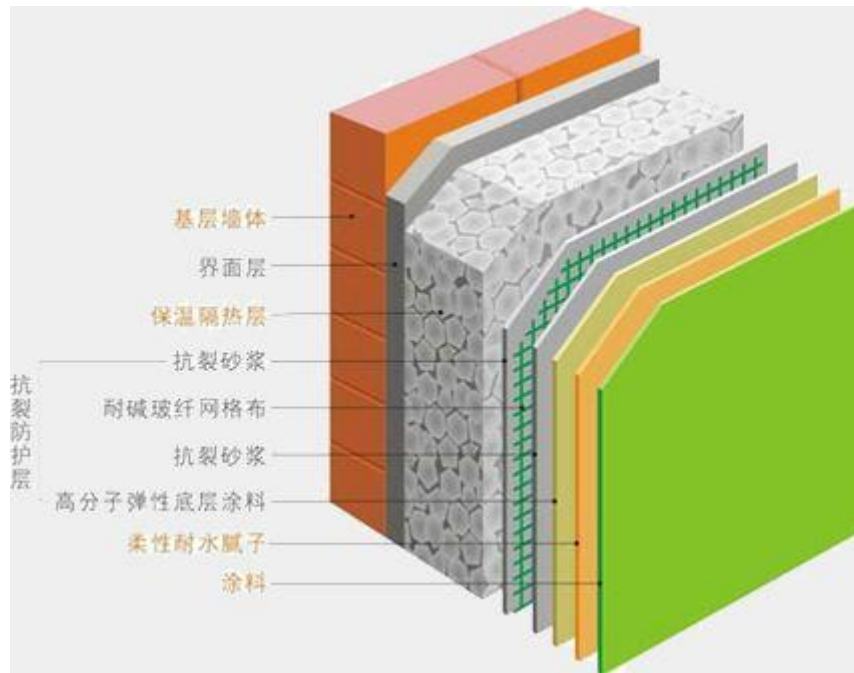 基层墙体
界面层
保温隔热层
抗裂砂浆
耐碱玻纤网格布
抗裂砂浆
高分子弹性底层涂料
柔性耐水腻子
涂料
抗裂防护层